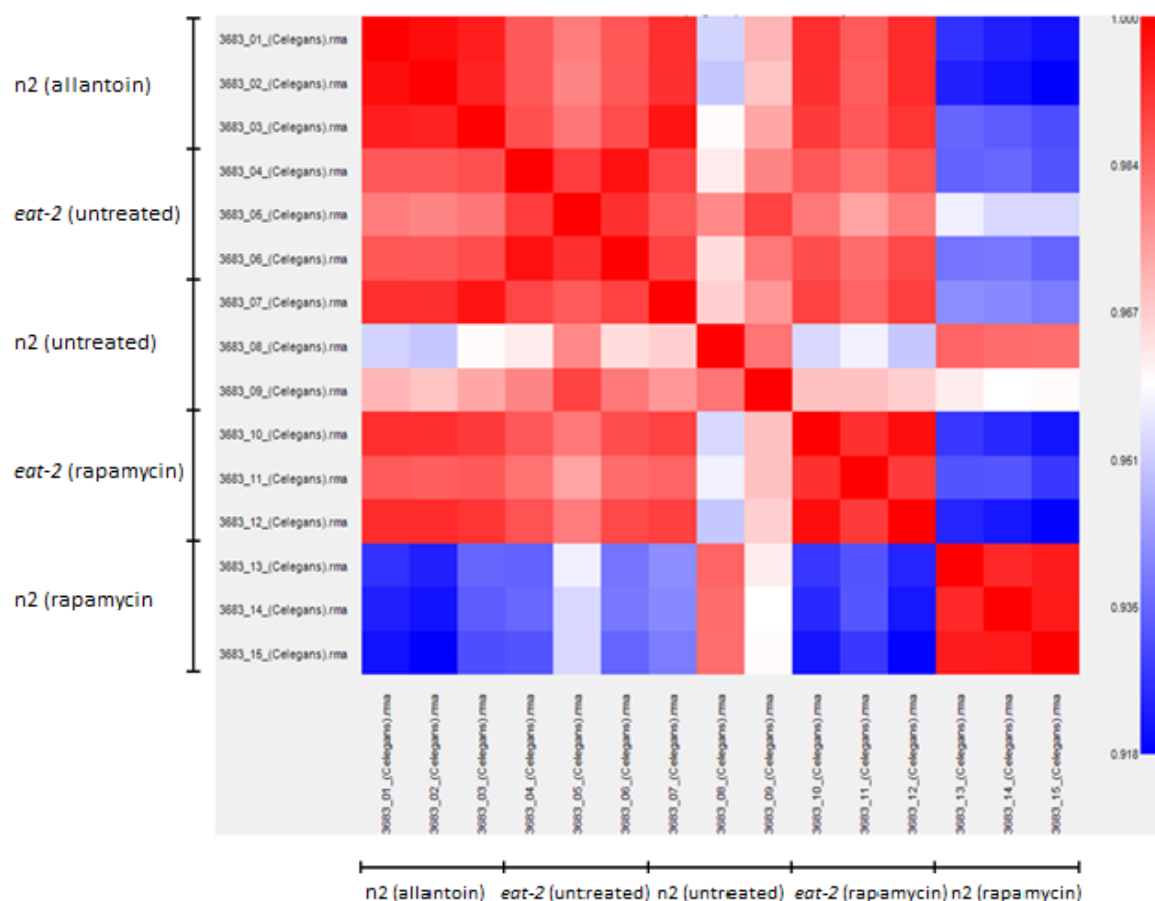 1.000
3683_01_(Celegans).rma
n2 (allantoin)
3683_02_(Celegans).rma
3683_03_(Celegans).rma
0.984
3683_04_(Celegans).rma
eat-2 (untreated)
3683_05_(Celegans).rma
3683_06_(Celegans).rma
3683_07_(Celegans).rma
0.967
n2 (untreated)
3683_08_(Celegans).rma
3683_09_(Celegans).rma
3683_10_(Celegans).rma
0.951
eat-2 (rapamycin)
3683_11_(Celegans).rma
3683_12_(Celegans).rma
3683_13_(Celegans).rma
n2 (rapamycin
3683_14_(Celegans).rma
0.935
3683_15_(Celegans).rma
0.918
3683_01_(Celegans).rma
3683_02_(Celegans).rma
3683_03_(Celegans).rma
3683_04_(Celegans).rma
3683_05_(Celegans).rma
3683_06_(Celegans).rma
3683_07_(Celegans).rma
3683_08_(Celegans).rma
3683_09_(Celegans).rma
3683_10_(Celegans).rma
3683_11_(Celegans).rma
3683_12_(Celegans).rma
3683_13_(Celegans).rma
3683_14_(Celegans).rma
3683_15_(Celegans).rma
n2 (allantoin) eat-2 (untreated) n2 (untreated) eat-2 (rapamycin) n2 (rapamycin)